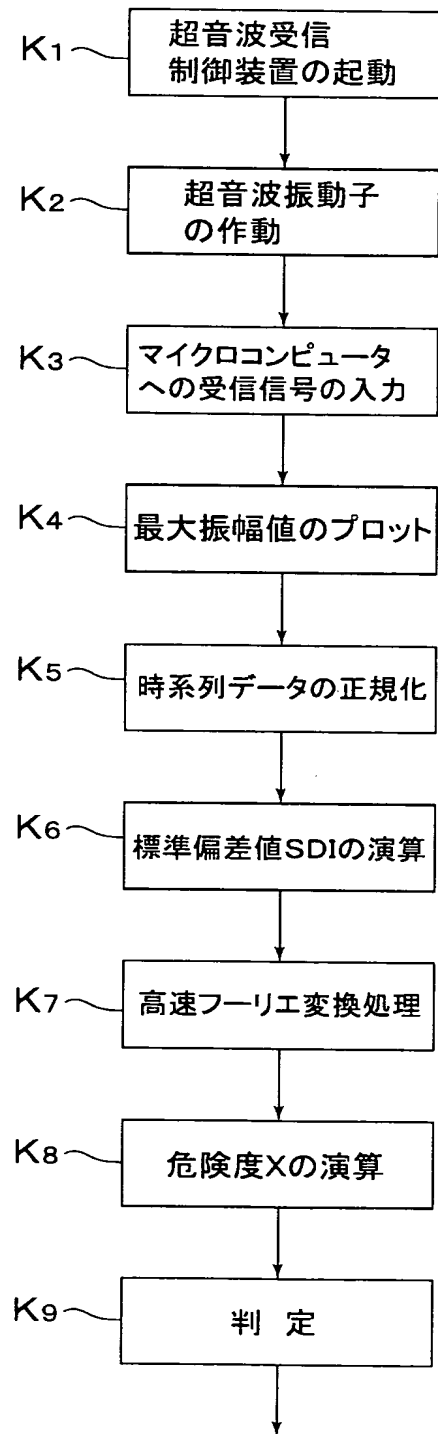 K1
超音波受信
制御装置の起動
K2
超音波振動子
の作動
K3
マイクロコンピュータ
への受信信号の入力
K4
最大振幅値のプロット
K5
時系列データの正規化
K6
標準偏差値SDIの演算
K7
高速フーリエ変換処理
K8
危険度Xの演算
K9
判 定